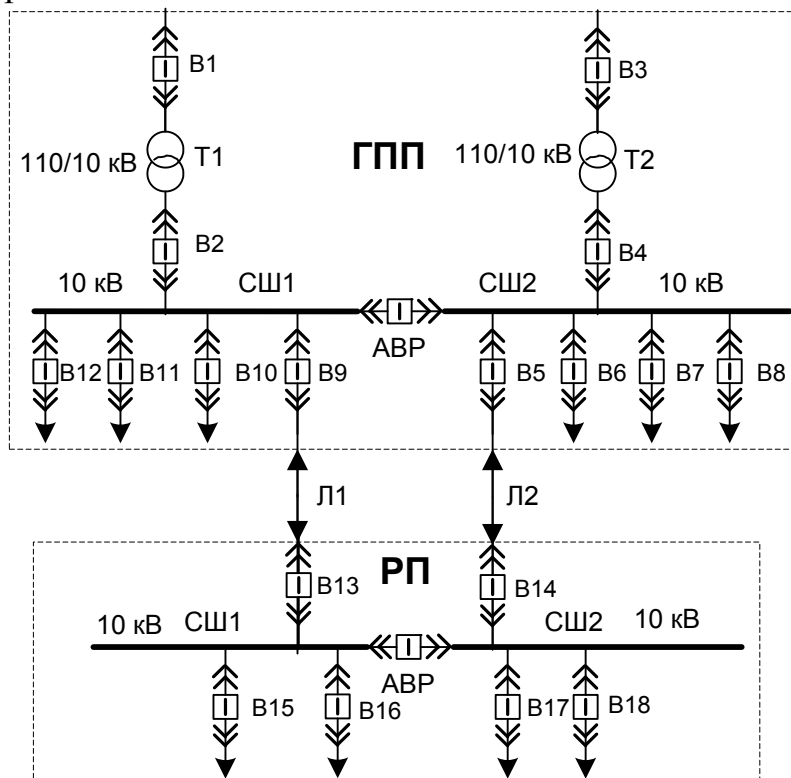 В1
В3
110/10 кВ
Т1
ГПП
110/10 кВ
Т2
В2
В4
10 кВ
СШ1
СШ2
10 кВ
АВР
В12
В11
В10
В9
В5
В6
В7
В8
Л1
Л2
РП
В13
В14
10 кВ
СШ1
СШ2
10 кВ
АВР
В15
В16
В17
В18